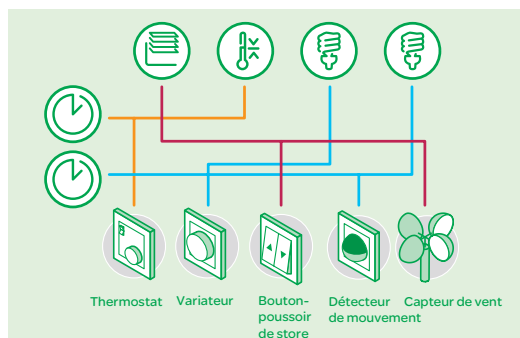 Thermostat
Variateur
Bouton-
poussoir
de store
Détecteur
de mouvement
Capteur de vent